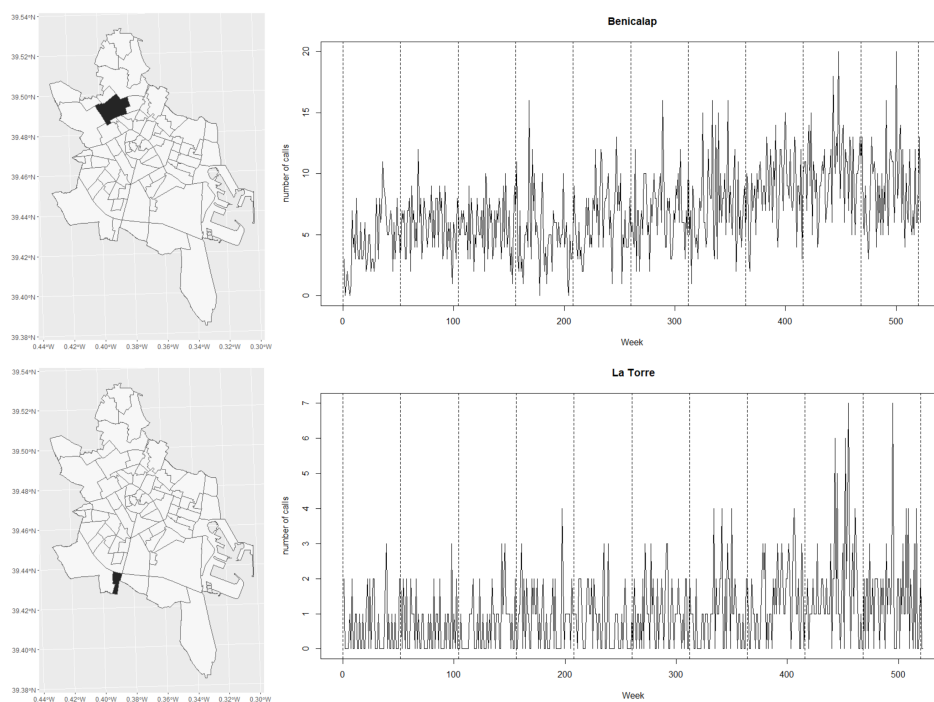 39.54°N
39.52°N
39.50°N
39.48°N
39.46°N
39.44°N
39.42°N
39.40°N
39.38°N
0.44°W 0.42°W 0.40°W 0.38°W 0.36°W 0.34°W 0.32°W 0.30°W
Benicalap
number of calls
20
15
10
5
0
0 100 200 300 400 500
Week
39.54°N
39.52°N
39.50°N
39.48°N
39.46°N
39.44°N
39.42°N
39.40°N
39.38°N
0.44°W 0.42°W 0.40°W 0.38°W 0.36°W 0.34°W 0.32°W 0.30°W
La Torre
number of calls
7
6
5
4
3
2
1
0
0 100 200 300 400 500
Week